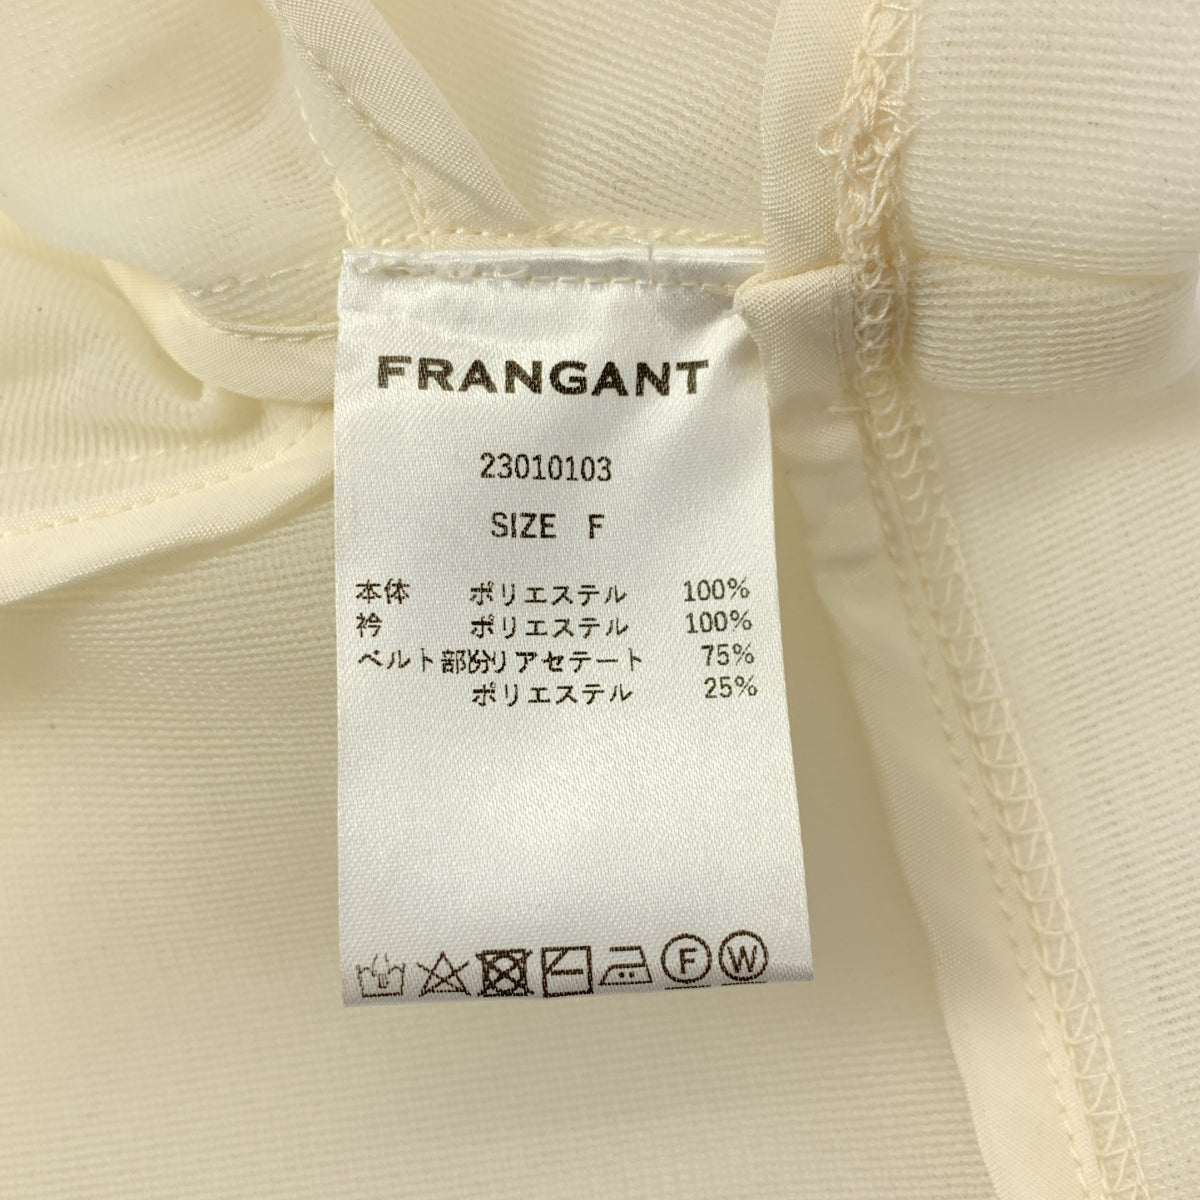 FRANGANT
23010103
SIZE F
本体 ポリエステル 100%
衿 ポリエステル 100%
ベルト部分 トリアセテート 75%
ポリエステル 25%
F W